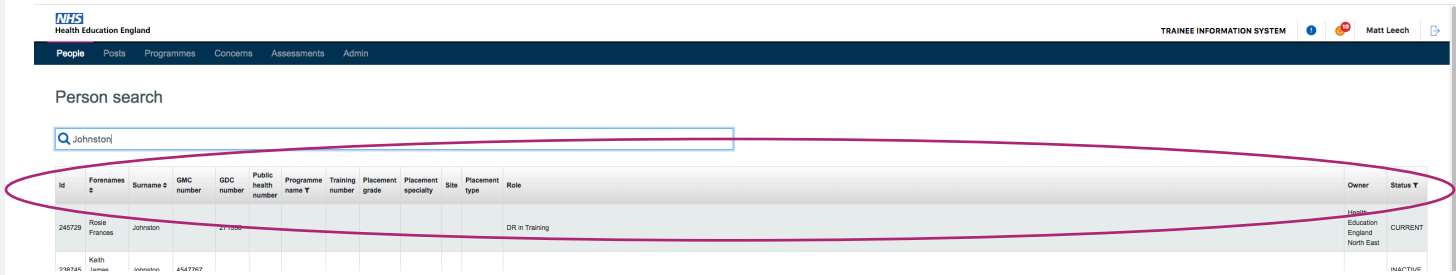 NHS
Health Education England
TRAINEE INFORMATION SYSTEM ! 10 Matt Leech
People Posts Programmes Concerns Assessments Admin
Person search
Johnston
Id Forenames Surname GMC number GDC number Public health number Programme name Training number Placement grade Placement specialty Site Placement type Role Owner Status
245729 Rosie Frances Johnston DR in Training Health Education England North East CURRENT
238745 Keith James Johnston 4547767 INACTIVE